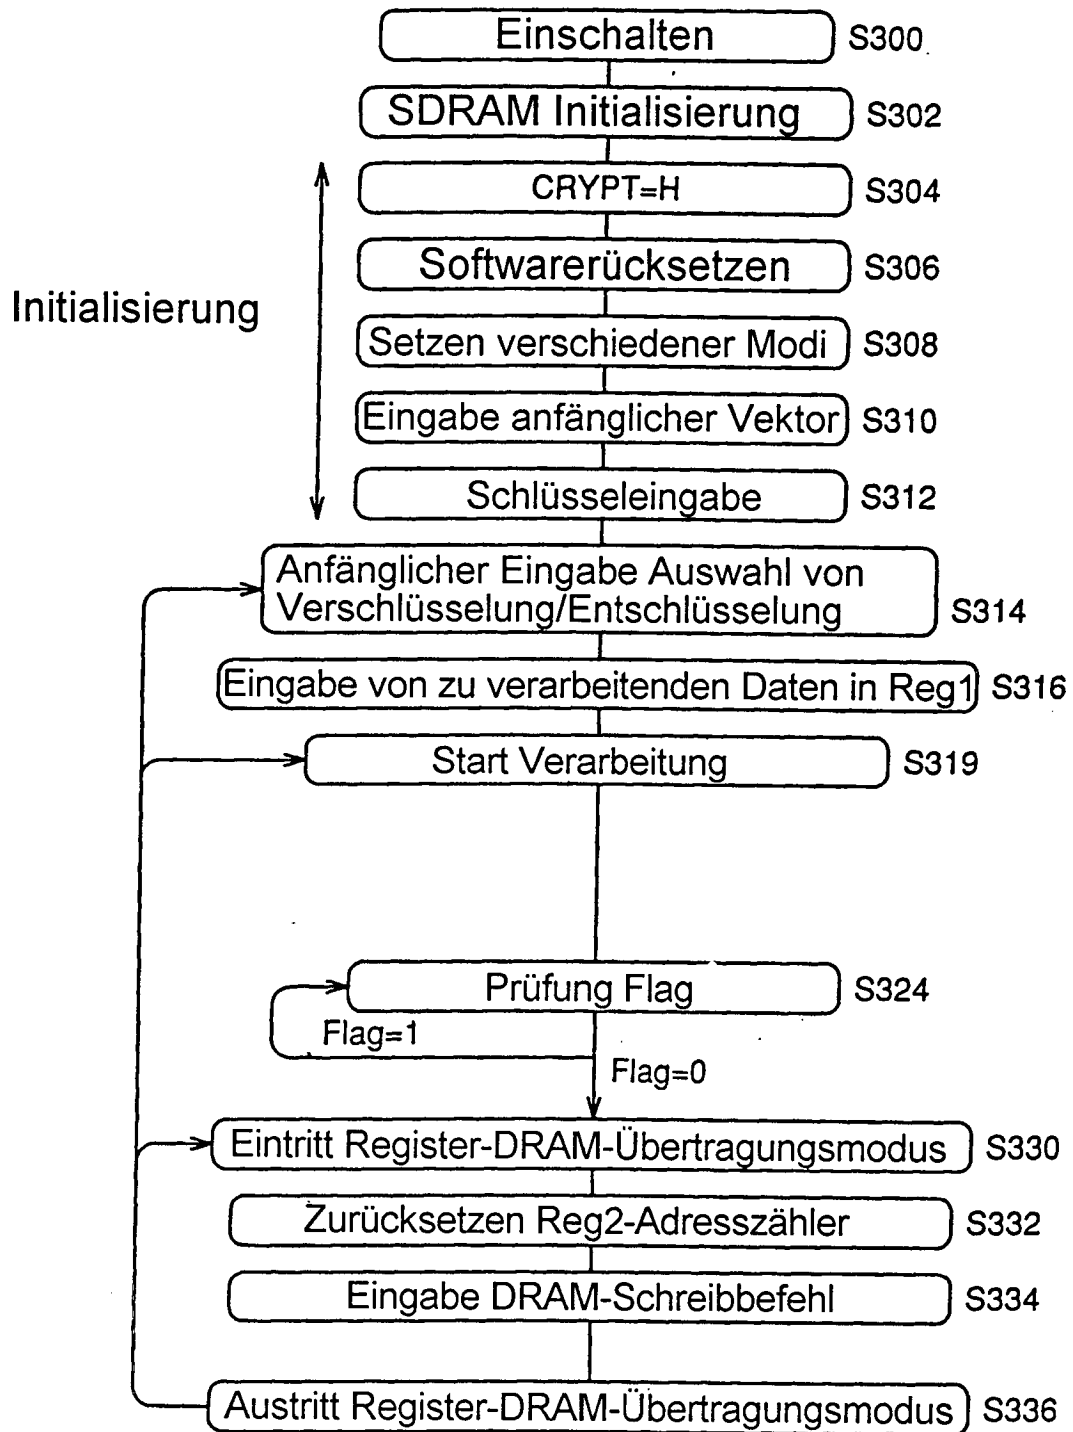 Einschalten S300
SDRAM Initialisierung S302
CRYPT=H S304
Softwarerücksetzen S306
Initialisierung
Setzen verschiedener Modi S308
Eingabe anfänglicher Vektor S310
Schlüsseleingabe S312
Anfänglicher Eingabe Auswahl von
Verschlüsselung/Entschlüsselung S314
Eingabe von zu verarbeitenden Daten in Reg1 S316
Start Verarbeitung S319
Prüfung Flag S324
Flag=1
Flag=0
Eintritt Register-DRAM-Übertragungsmodus S330
Zurücksetzen Reg2-Adresszähler S332
Eingabe DRAM-Schreibbefehl S334
Austritt Register-DRAM-Übertragungsmodus S336